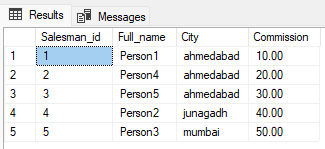 Results Messages
Salesman_id Full_name City Commission
1 1 Person1 ahmedabad 10.00
2 2 Person4 ahmedabad 20.00
3 3 Person5 ahmedabad 30.00
4 4 Person2 junagadh 40.00
5 5 Person3 mumbai 50.00